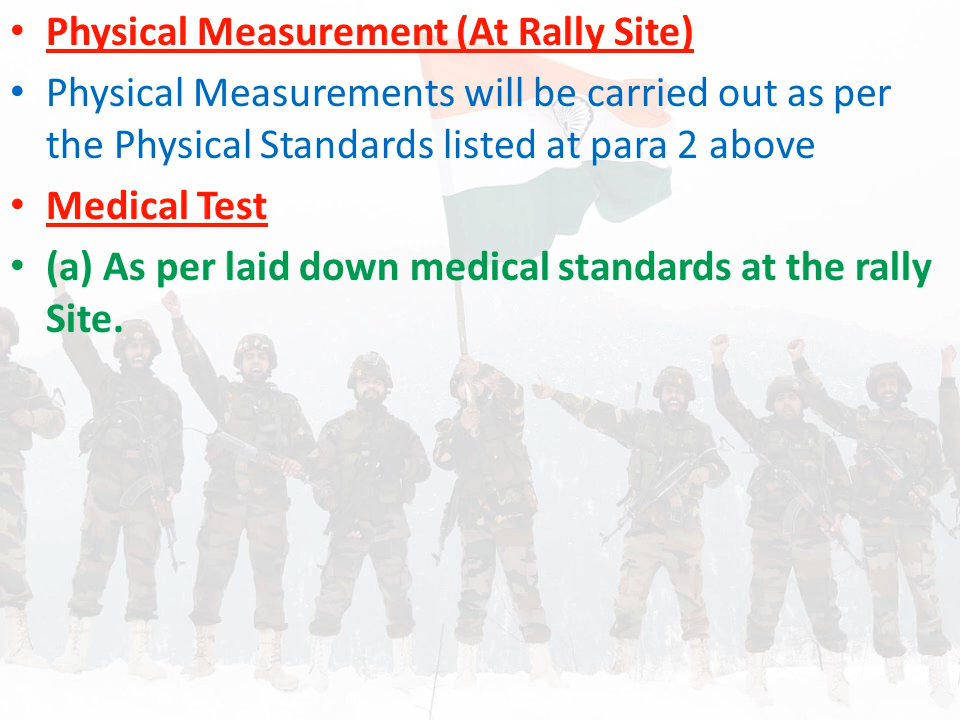 • Physical Measurement (At Rally Site)
• Physical Measurements will be carried out as per
the Physical Standards listed at para 2 above
• Medical Test
• (a) As per laid down medical standards at the rally
Site.